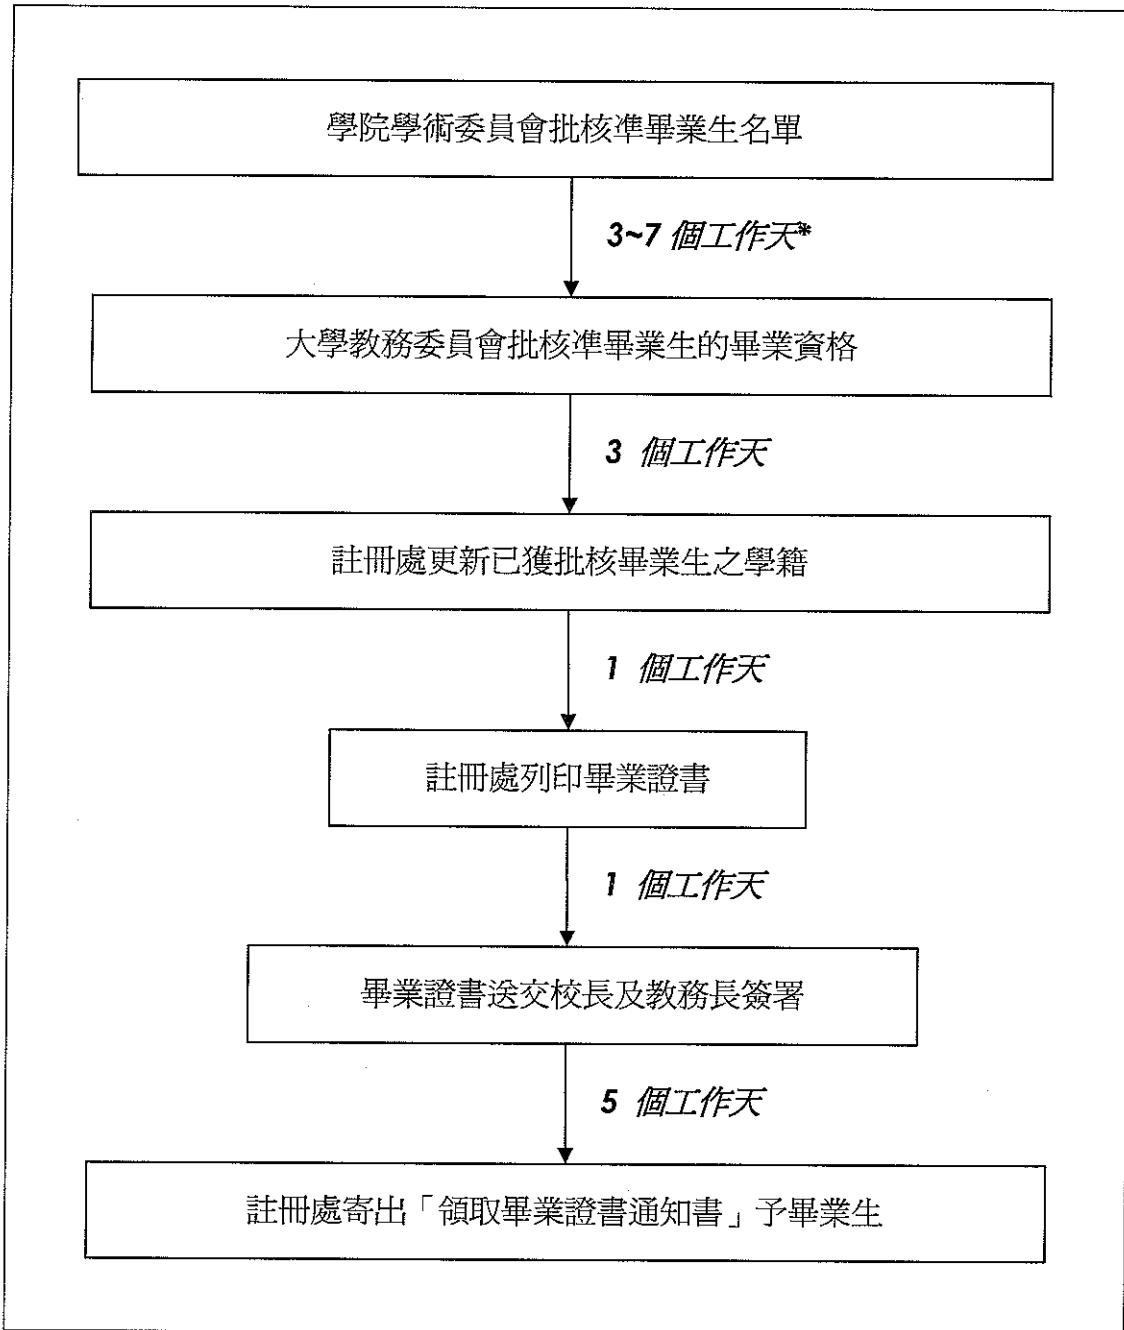 學院學術委員會批核準畢業生名單
3~7 個工作天*
大學教務委員會批核準畢業生的畢業資格
3 個工作天
註冊處更新已獲批核畢業生之學籍
1 個工作天
註冊處列印畢業證書
1 個工作天
畢業證書送交校長及教務長簽署
5 個工作天
註冊處寄出「領取畢業證書通知書」予畢業生